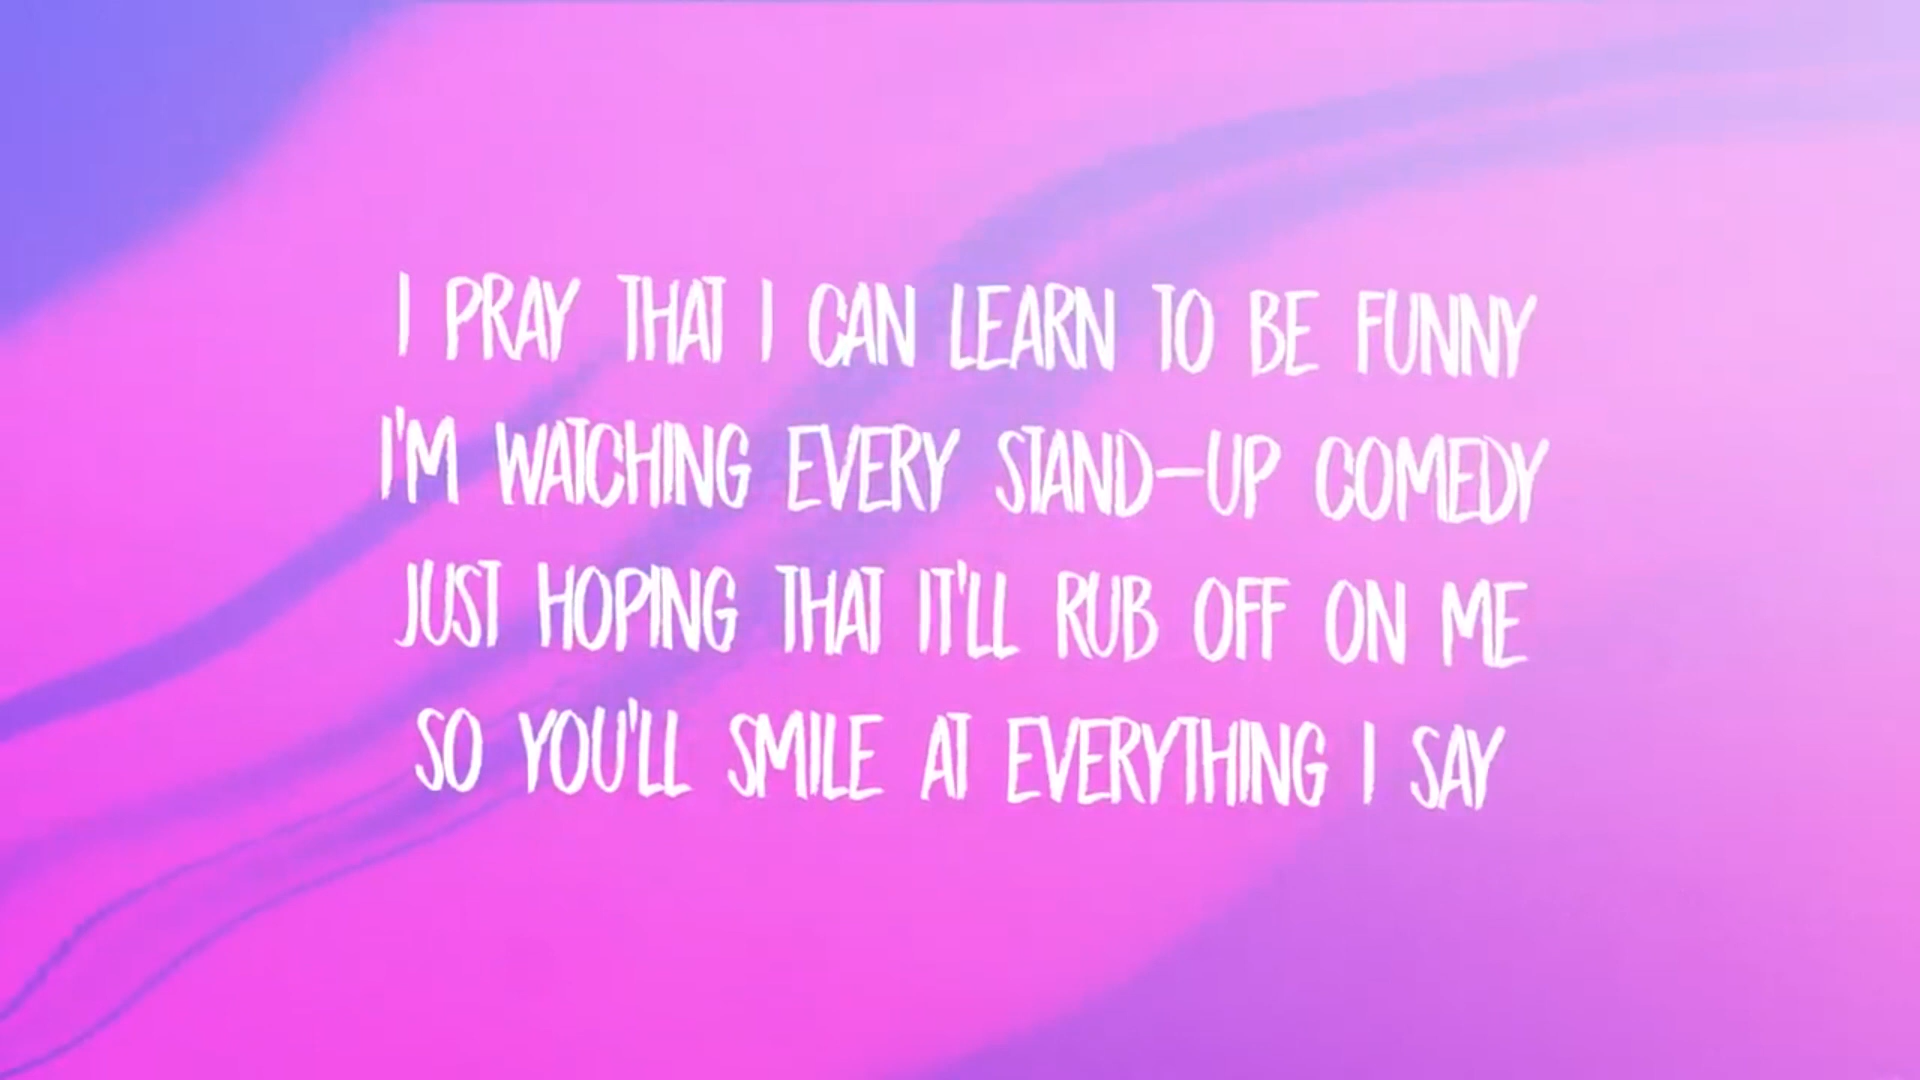 I PRAY THAT I CAN LEARN TO BE FUNNY
I'M WATCHING EVERY STAND-UP COMEDY
JUST HOPING THAT IT'LL RUB OFF ON ME
SO YOU'LL SMILE AT EVERYTHING I SAY